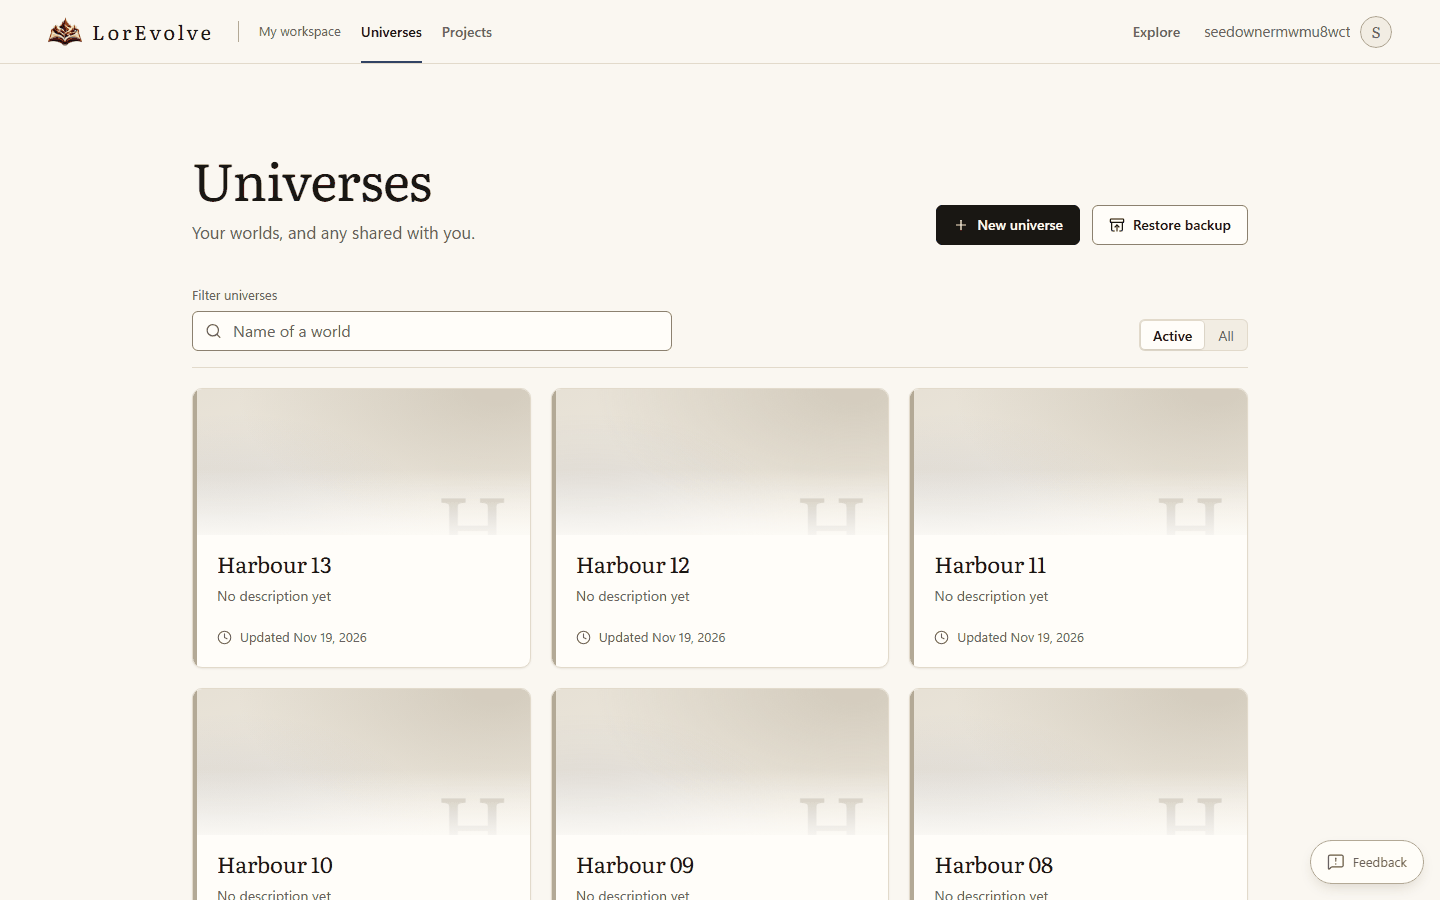 LorEvolve
My workspace
Universes
Projects
Explore
seedownermwmu8wct
S
Universes
Your worlds, and any shared with you.
New universe
Restore backup
Filter universes
Name of a world
Active
All
H
Harbour 13
No description yet
Updated Nov 19, 2026
H
Harbour 12
No description yet
Updated Nov 19, 2026
H
Harbour 11
No description yet
Updated Nov 19, 2026
H
Harbour 10
No description yet
H
Harbour 09
No description yet
H
Harbour 08
No description yet
Feedback